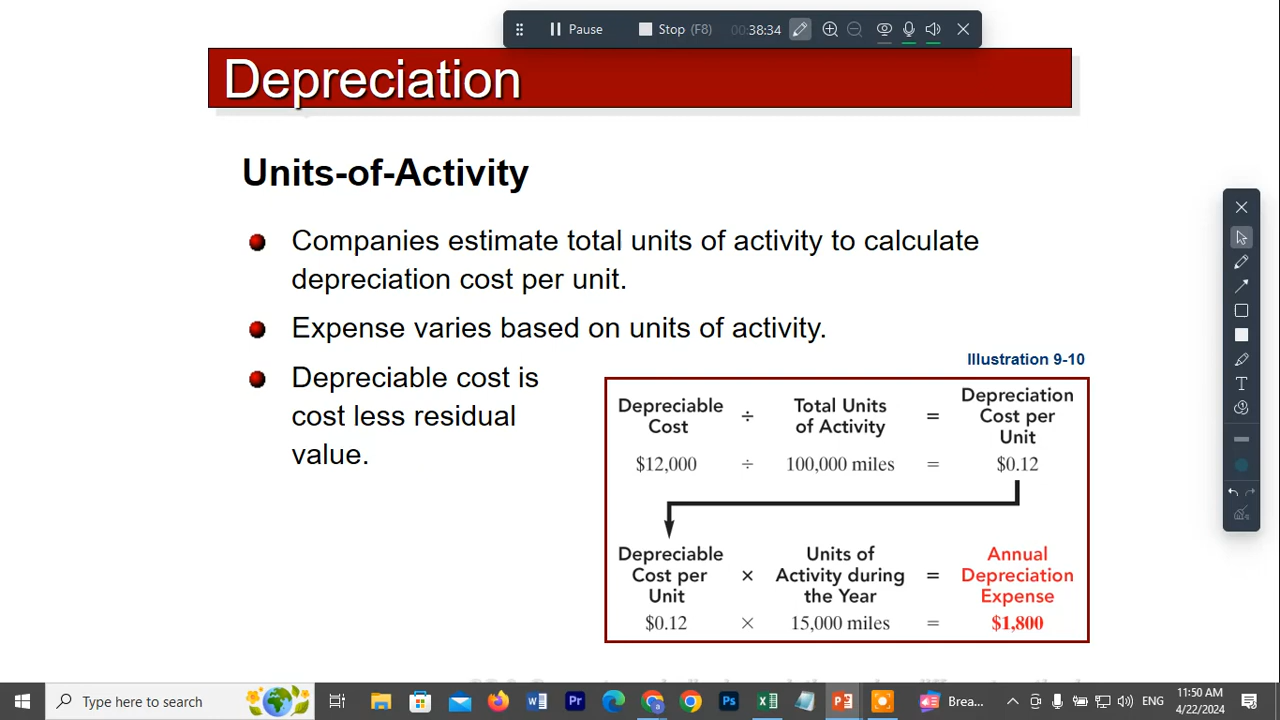 Pause Stop (F8) 00:38:34
Depreciation
Units-of-Activity
Companies estimate total units of activity to calculate
depreciation cost per unit.
Expense varies based on units of activity.
Depreciable cost is
cost less residual
value.
Illustration 9-10
Depreciable Cost ÷ Total Units of Activity = Depreciation Cost per Unit
$12,000 ÷ 100,000 miles = $0.12
Depreciable Cost per Unit × Units of Activity during the Year = Annual Depreciation Expense
$0.12 × 15,000 miles = $1,800
Type here to search
Brea...
ENG
11:50 AM
4/22/2024